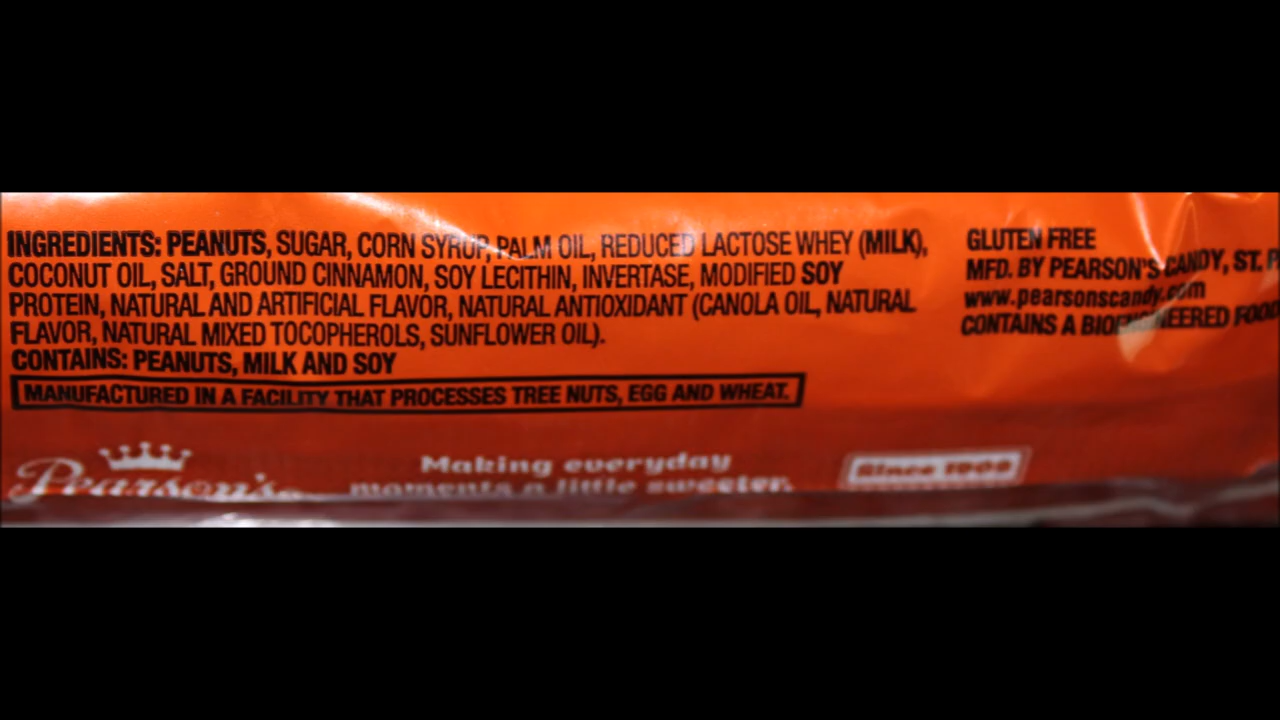 INGREDIENTS: PEANUTS, SUGAR, CORN SYRUP, PALM OIL, REDUCED LACTOSE WHEY (MILK),
COCONUT OIL, SALT, GROUND CINNAMON, SOY LECITHIN, INVERTASE, MODIFIED SOY
PROTEIN, NATURAL AND ARTIFICIAL FLAVOR, NATURAL ANTIOXIDANT (CANOLA OIL, NATURAL
FLAVOR, NATURAL MIXED TOCOPHEROLS, SUNFLOWER OIL).
CONTAINS: PEANUTS, MILK AND SOY
MANUFACTURED IN A FACILITY THAT PROCESSES TREE NUTS, EGG AND WHEAT.
GLUTEN FREE
MFD. BY PEARSON'S CANDY, ST. P
www.pearsonscandy.com
CONTAINS A BIOENGINEERED FOOD
Pearson's
Making everyday
moments a little sweeter.
Since 1909